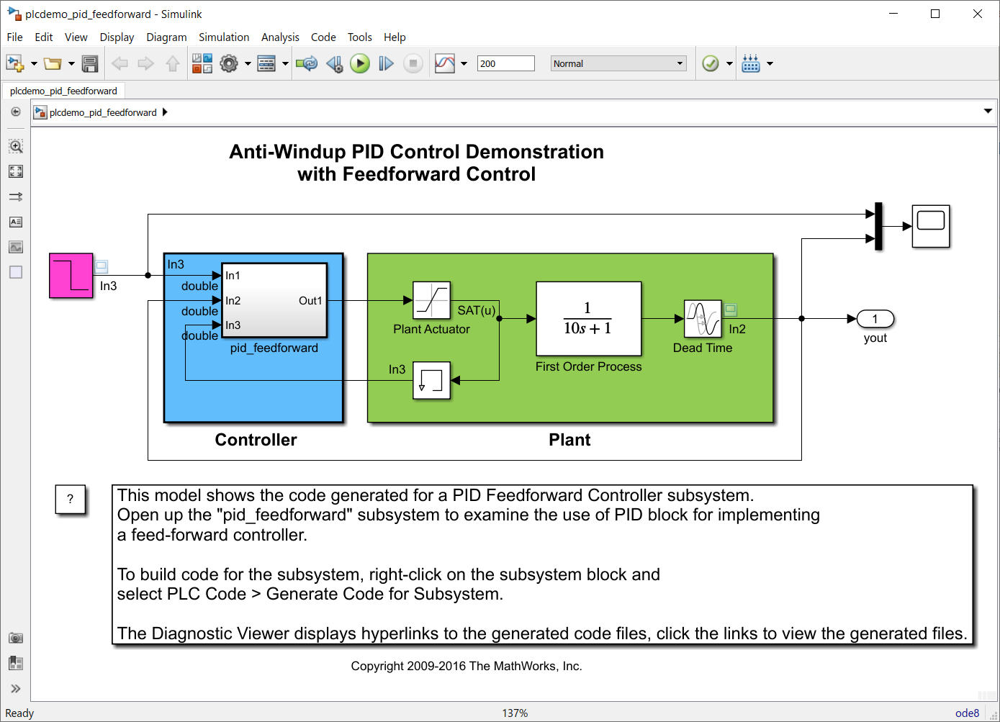 plcdemo_pid_feedforward - Simulink
File Edit View Display Diagram Simulation Analysis Code Tools Help
200 Normal
plcdemo_pid_feedforward
plcdemo_pid_feedforward
Anti-Windup PID Control Demonstration
with Feedforward Control
In3
In3
double
In1
double
In2
double
In3
Out1
pid_feedforward
Controller
SAT(u)
Plant Actuator
In3
1
10s + 1
First Order Process
In2
Dead Time
Plant
1
yout
?
This model shows the code generated for a PID Feedforward Controller subsystem.
Open up the "pid_feedforward" subsystem to examine the use of PID block for implementing
a feed-forward controller.
To build code for the subsystem, right-click on the subsystem block and
select PLC Code > Generate Code for Subsystem.
The Diagnostic Viewer displays hyperlinks to the generated code files, click the links to view the generated files.
Copyright 2009-2016 The MathWorks, Inc.
Ready 137% ode8